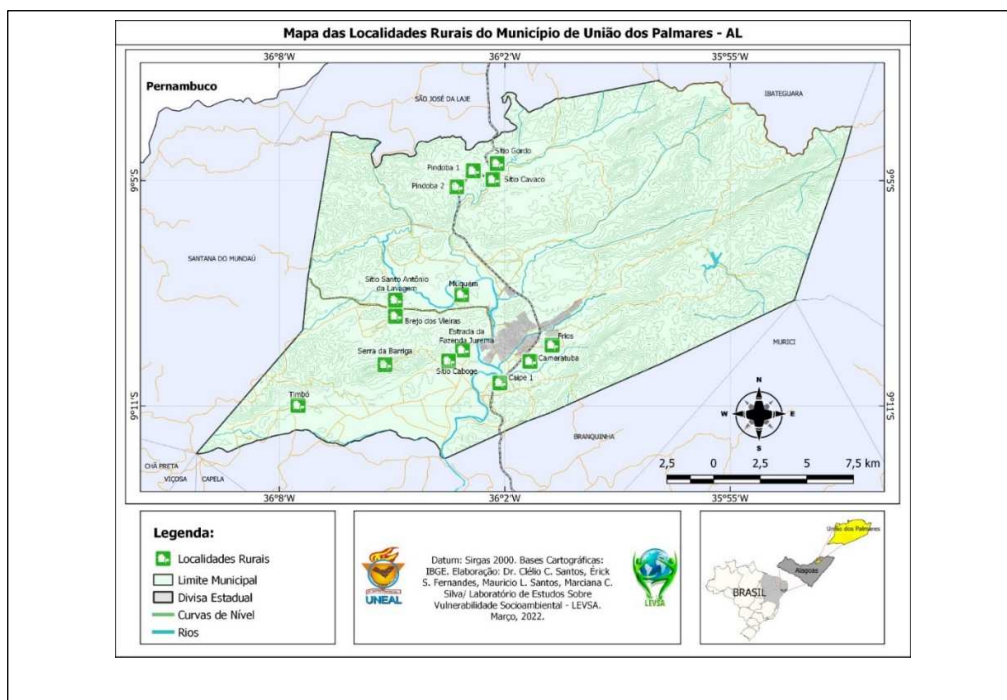 Mapa das Localidades Rurais do Município de União dos Palmares - AL
36°8'W
36°2'W
35°55'W
Pernambuco
SÃO JOSÉ DA LAJE
IBATEGUARA
Sítio Gordo
Pindoba 1
Sítio Cavaco
Pindoba 2
9°5'S
9°5'S
SANTANA DO MUNDAÚ
Sítio Santo Antônio
da Lavagem
Muquém
Brejo dos Vieiras
Estrada da
Fazenda Jurema
Frios
MURICI
Serra da Barriga
Sítio Caboge
Cameratuba
Caípe 1
Timbó
N
W
E
S
9°11'S
9°11'S
BRANQUINHA
CHÃ PRETA
VIÇOSA
CAPELA
2,5 0 2,5 5 7,5 km
36°8'W
36°2'W
35°55'W
Legenda:
Localidades Rurais
Limite Municipal
Divisa Estadual
Curvas de Nível
Rios
UNEAL
Datum: Sirgas 2000. Bases Cartográficas:
IBGE. Elaboração: Dr. Clélio C. Santos, Érick
S. Fernandes, Mauricio L. Santos, Marciana C.
Silva/ Laboratório de Estudos Sobre
Vulnerabilidade Socioambiental - LEVSA.
Março, 2022.
LEVSA
União dos Palmares
Alagoas
BRASIL